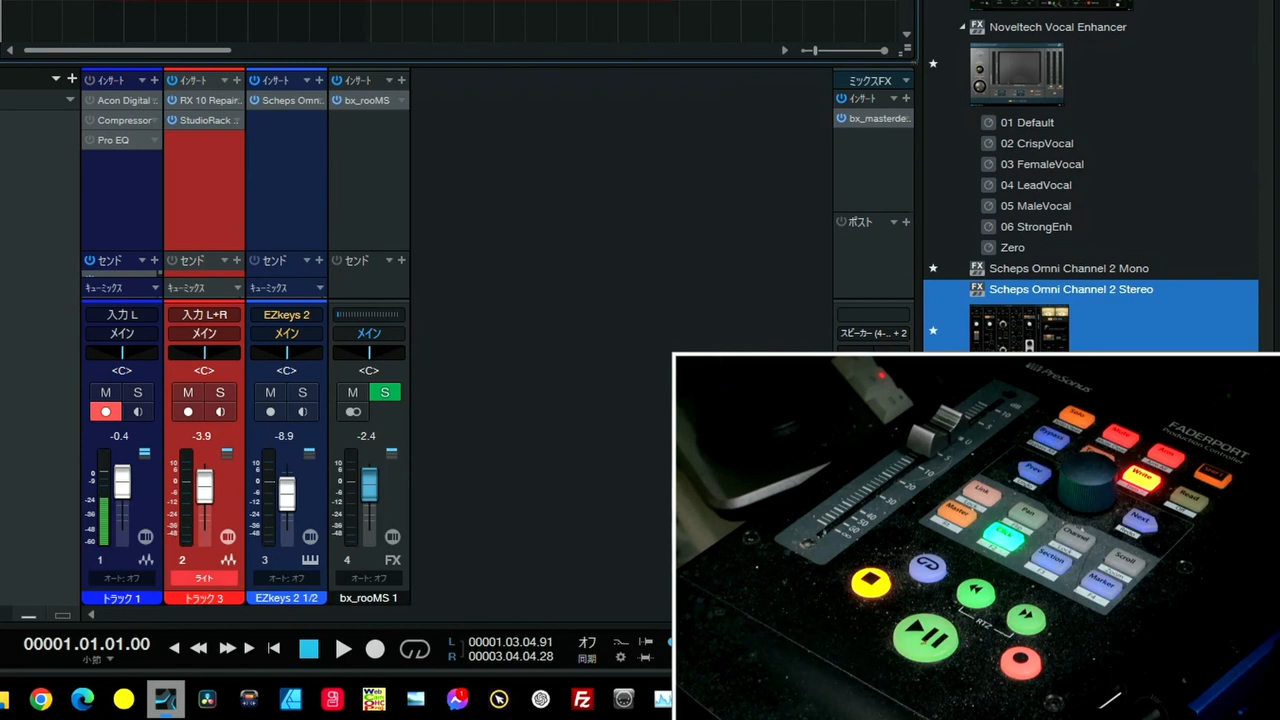 Noveltech Vocal Enhancer
01 Default
02 CrispVocal
03 FemaleVocal
04 LeadVocal
05 MaleVocal
06 StrongEnh
Zero
Scheps Omni Channel 2 Mono
Scheps Omni Channel 2 Stereo
インサート インサート インサート インサート
Acon Digital RX 10 Repair.. Scheps Omn.. bx_rooMS
Compressor StudioRack
Pro EQ
ミックスFX
インサート
bx_masterde..
ポスト
センド センド センド センド
キューミックス キューミックス
入力 L 入力 L+R EZkeys 2
メイン メイン メイン メイン
スピーカー (4-.. + 2
<C> <C> <C> <C>
M S M S M S M S
-0.4 -3.9 -8.9 -2.4
1 2 3 4 FX
オート: オフ ライト オート: オフ オート: オフ
トラック 1 トラック 3 EZkeys 2 1/2 bx_rooMS 1
00001.01.01.00
小節
L 00001.03.04.91
R 00003.04.04.28
オフ
同期
PreSonus
FADERPORT
Production Controller
Solo Mute Arm
Bypass
Prev Write Read
Link Pan Channel Next
Master Click Section Scroll
Marker
RTZ